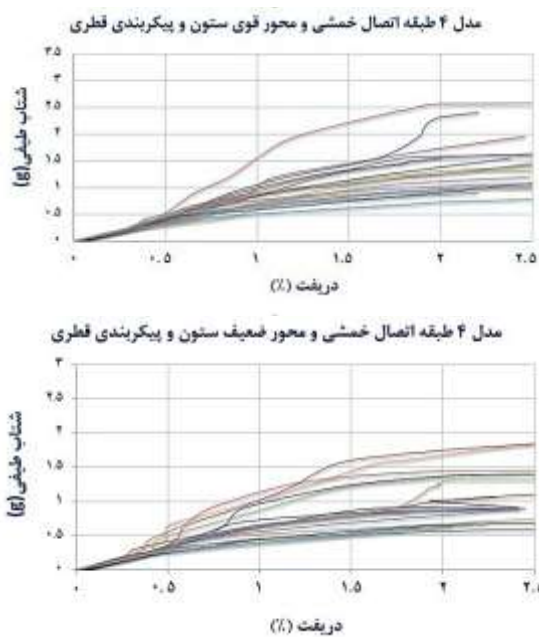 مدل ۴ طبقه اتصال خمشی و محور قوی ستون و پیکربندی قطری
شتاب طیفی(g)
۳.۵
۳
۲.۵
۲
۱.۵
۱
۰.۵
۰
۰ ۰.۵ ۱ ۱.۵ ۲ ۲.۵
دریفت (٪)
مدل ۴ طبقه اتصال خمشی و محور ضعیف ستون و پیکربندی قطری
شتاب طیفی(g)
۳
۲.۵
۲
۱.۵
۱
۰.۵
۰
۰ ۰.۵ ۱ ۱.۵ ۲ ۲.۵
دریفت (٪)